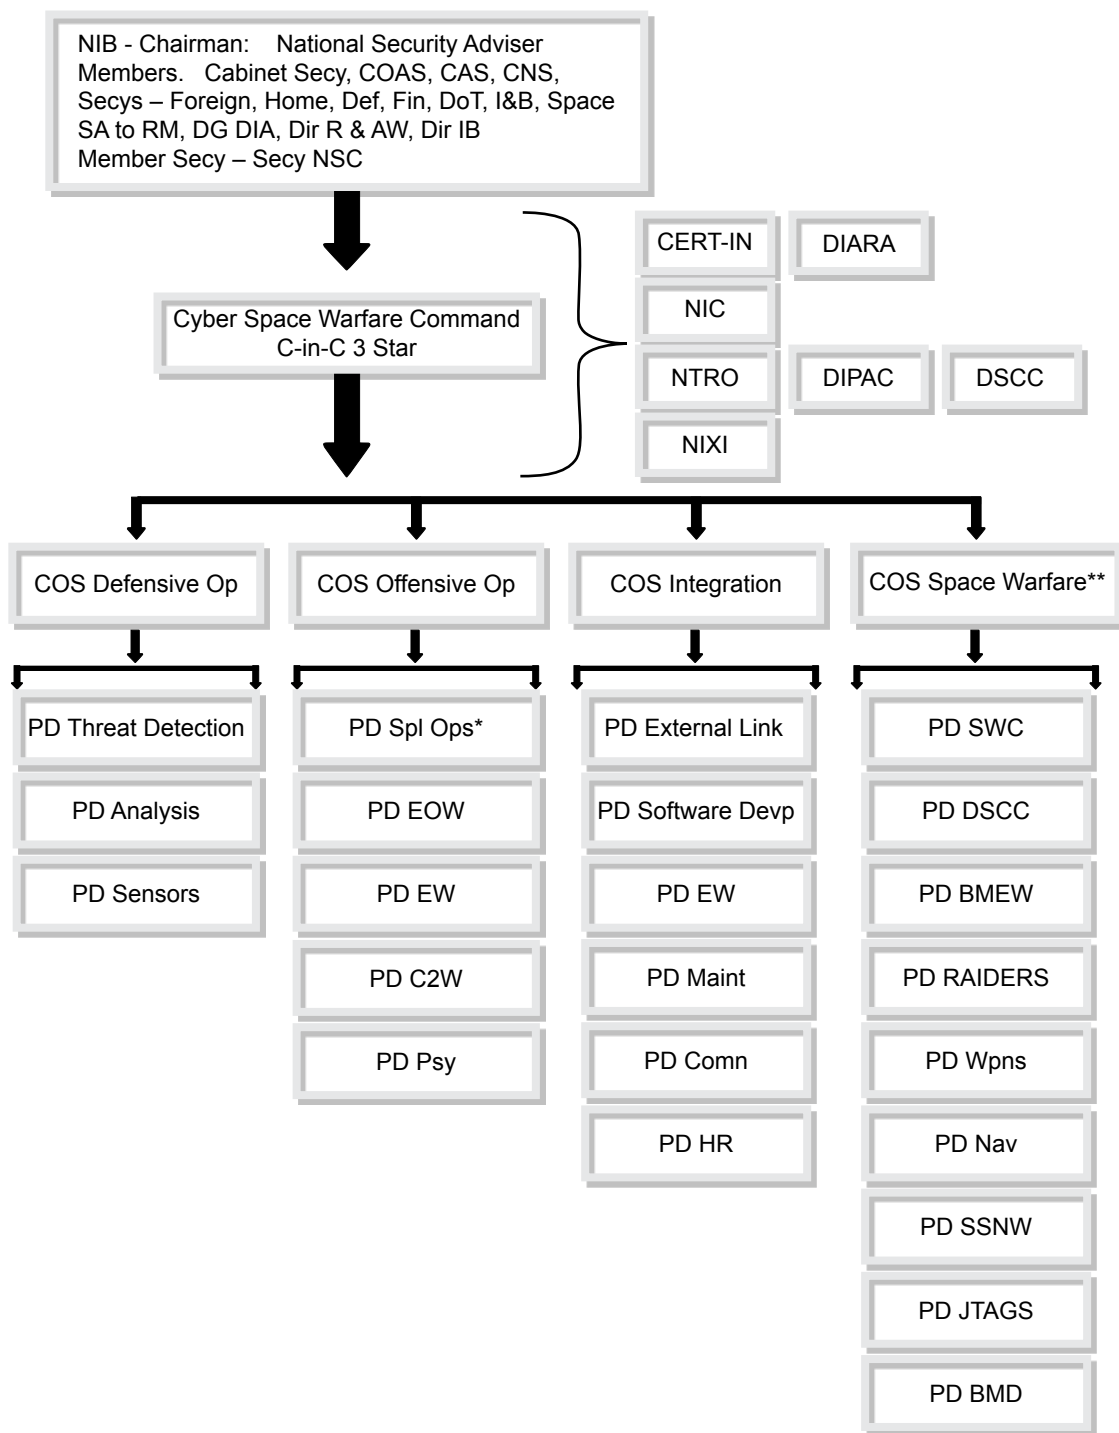 NIB - Chairman: National Security Adviser
Members. Cabinet Secy, COAS, CAS, CNS,
Secys – Foreign, Home, Def, Fin, DoT, I&B, Space
SA to RM, DG DIA, Dir R & AW, Dir IB
Member Secy – Secy NSC
CERT-IN
DIARA
NIC
Cyber Space Warfare Command
C-in-C 3 Star
NTRO
DIPAC
DSCC
NIXI
COS Defensive Op
COS Offensive Op
COS Integration
COS Space Warfare**
PD Threat Detection
PD Analysis
PD Sensors
PD Spl Ops*
PD EOW
PD EW
PD C2W
PD Psy
PD External Link
PD Software Devp
PD EW
PD Maint
PD Comn
PD HR
PD SWC
PD DSCC
PD BMEW
PD RAIDERS
PD Wpns
PD Nav
PD SSNW
PD JTAGS
PD BMD